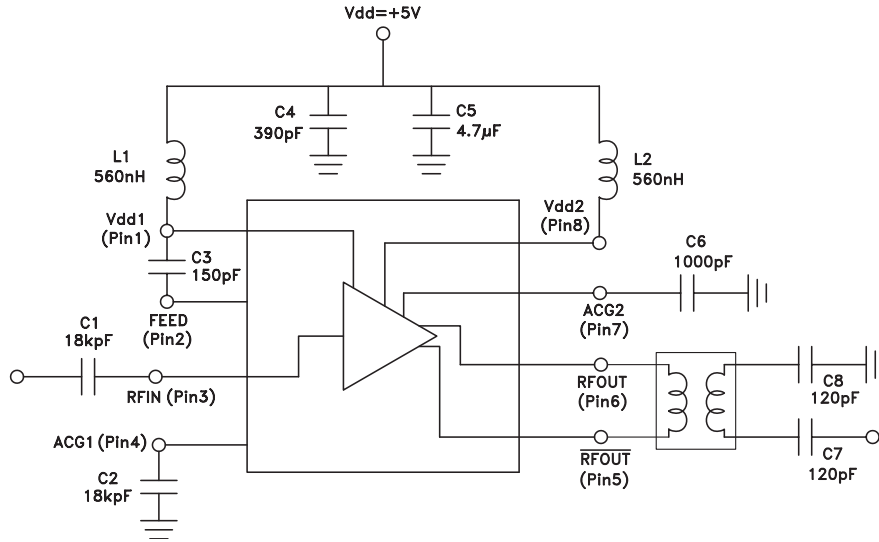 Vdd=+5V
C4
390pF
C5
4.7μF
L1
560nH
L2
560nH
Vdd1
(Pin1)
Vdd2
(Pin8)
C3
150pF
C6
1000pF
FEED
(Pin2)
ACG2
(Pin7)
C1
18kpF
RFIN (Pin3)
RFOUT
(Pin6)
C8
120pF
ACG1 (Pin4)
C2
18kpF
RFOUT
(Pin5)
C7
120pF